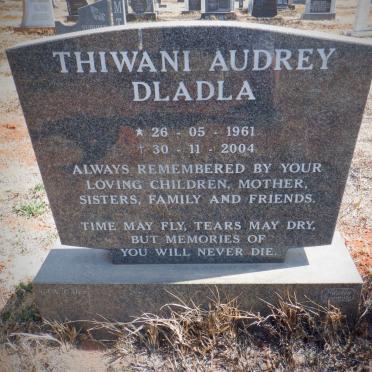 THIWANI AUDREY
DLADLA
★ 26 - 05 - 1961
† 30 - 11 - 2004
ALWAYS REMEMBERED BY YOUR
LOVING CHILDREN, MOTHER,
SISTERS, FAMILY AND FRIENDS.
TIME MAY FLY, TEARS MAY DRY,
BUT MEMORIES OF
YOU WILL NEVER DIE.